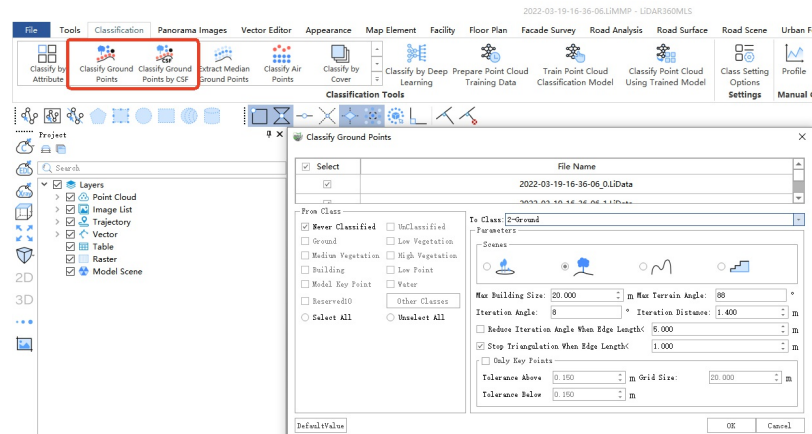 2022-03-19-16-36-06.LiMMP - LiDAR360MLS
File Tools Classification Panorama Images Vector Editor Appearance Map Element Facility Floor Plan Facade Survey Road Analysis Road Surface Road Scene Urban F
Classify by Attribute
Classify Ground Points
Classify Ground Points by CSF
Extract Median Ground Points
Classify Air Points
Classify by Cover
Classify by Deep Learning
Prepare Point Cloud Training Data
Train Point Cloud Classification Model
Classify Point Cloud Using Trained Model
Class Setting Options
Profile
Classification Tools Settings Manual C
Project
Search
Layers
Point Cloud
Image List
Trajectory
Vector
Table
Raster
Model Scene
2D
3D
Classify Ground Points
Select File Name
2022-03-19-16-36-06_0.LiData
From Class
Never Classified UnClassified
Ground Low Vegetation
Medium Vegetation High Vegetation
Building Low Point
Model Key Point Water
Reserved10 Other Classes
Select All Unselect All
To Class: 2-Ground
Parameters
Scenes
Max Building Size: 20.000 m Max Terrain Angle: 88 °
Iteration Angle: 8 ° Iteration Distance: 1.400 m
Reduce Iteration Angle When Edge Length< 5.000 m
Stop Triangulation When Edge Length< 1.000 m
Only Key Points
Tolerance Above 0.150 m Grid Size: 20.000 m
Tolerance Below 0.150 m
DefaultValue OK Cancel